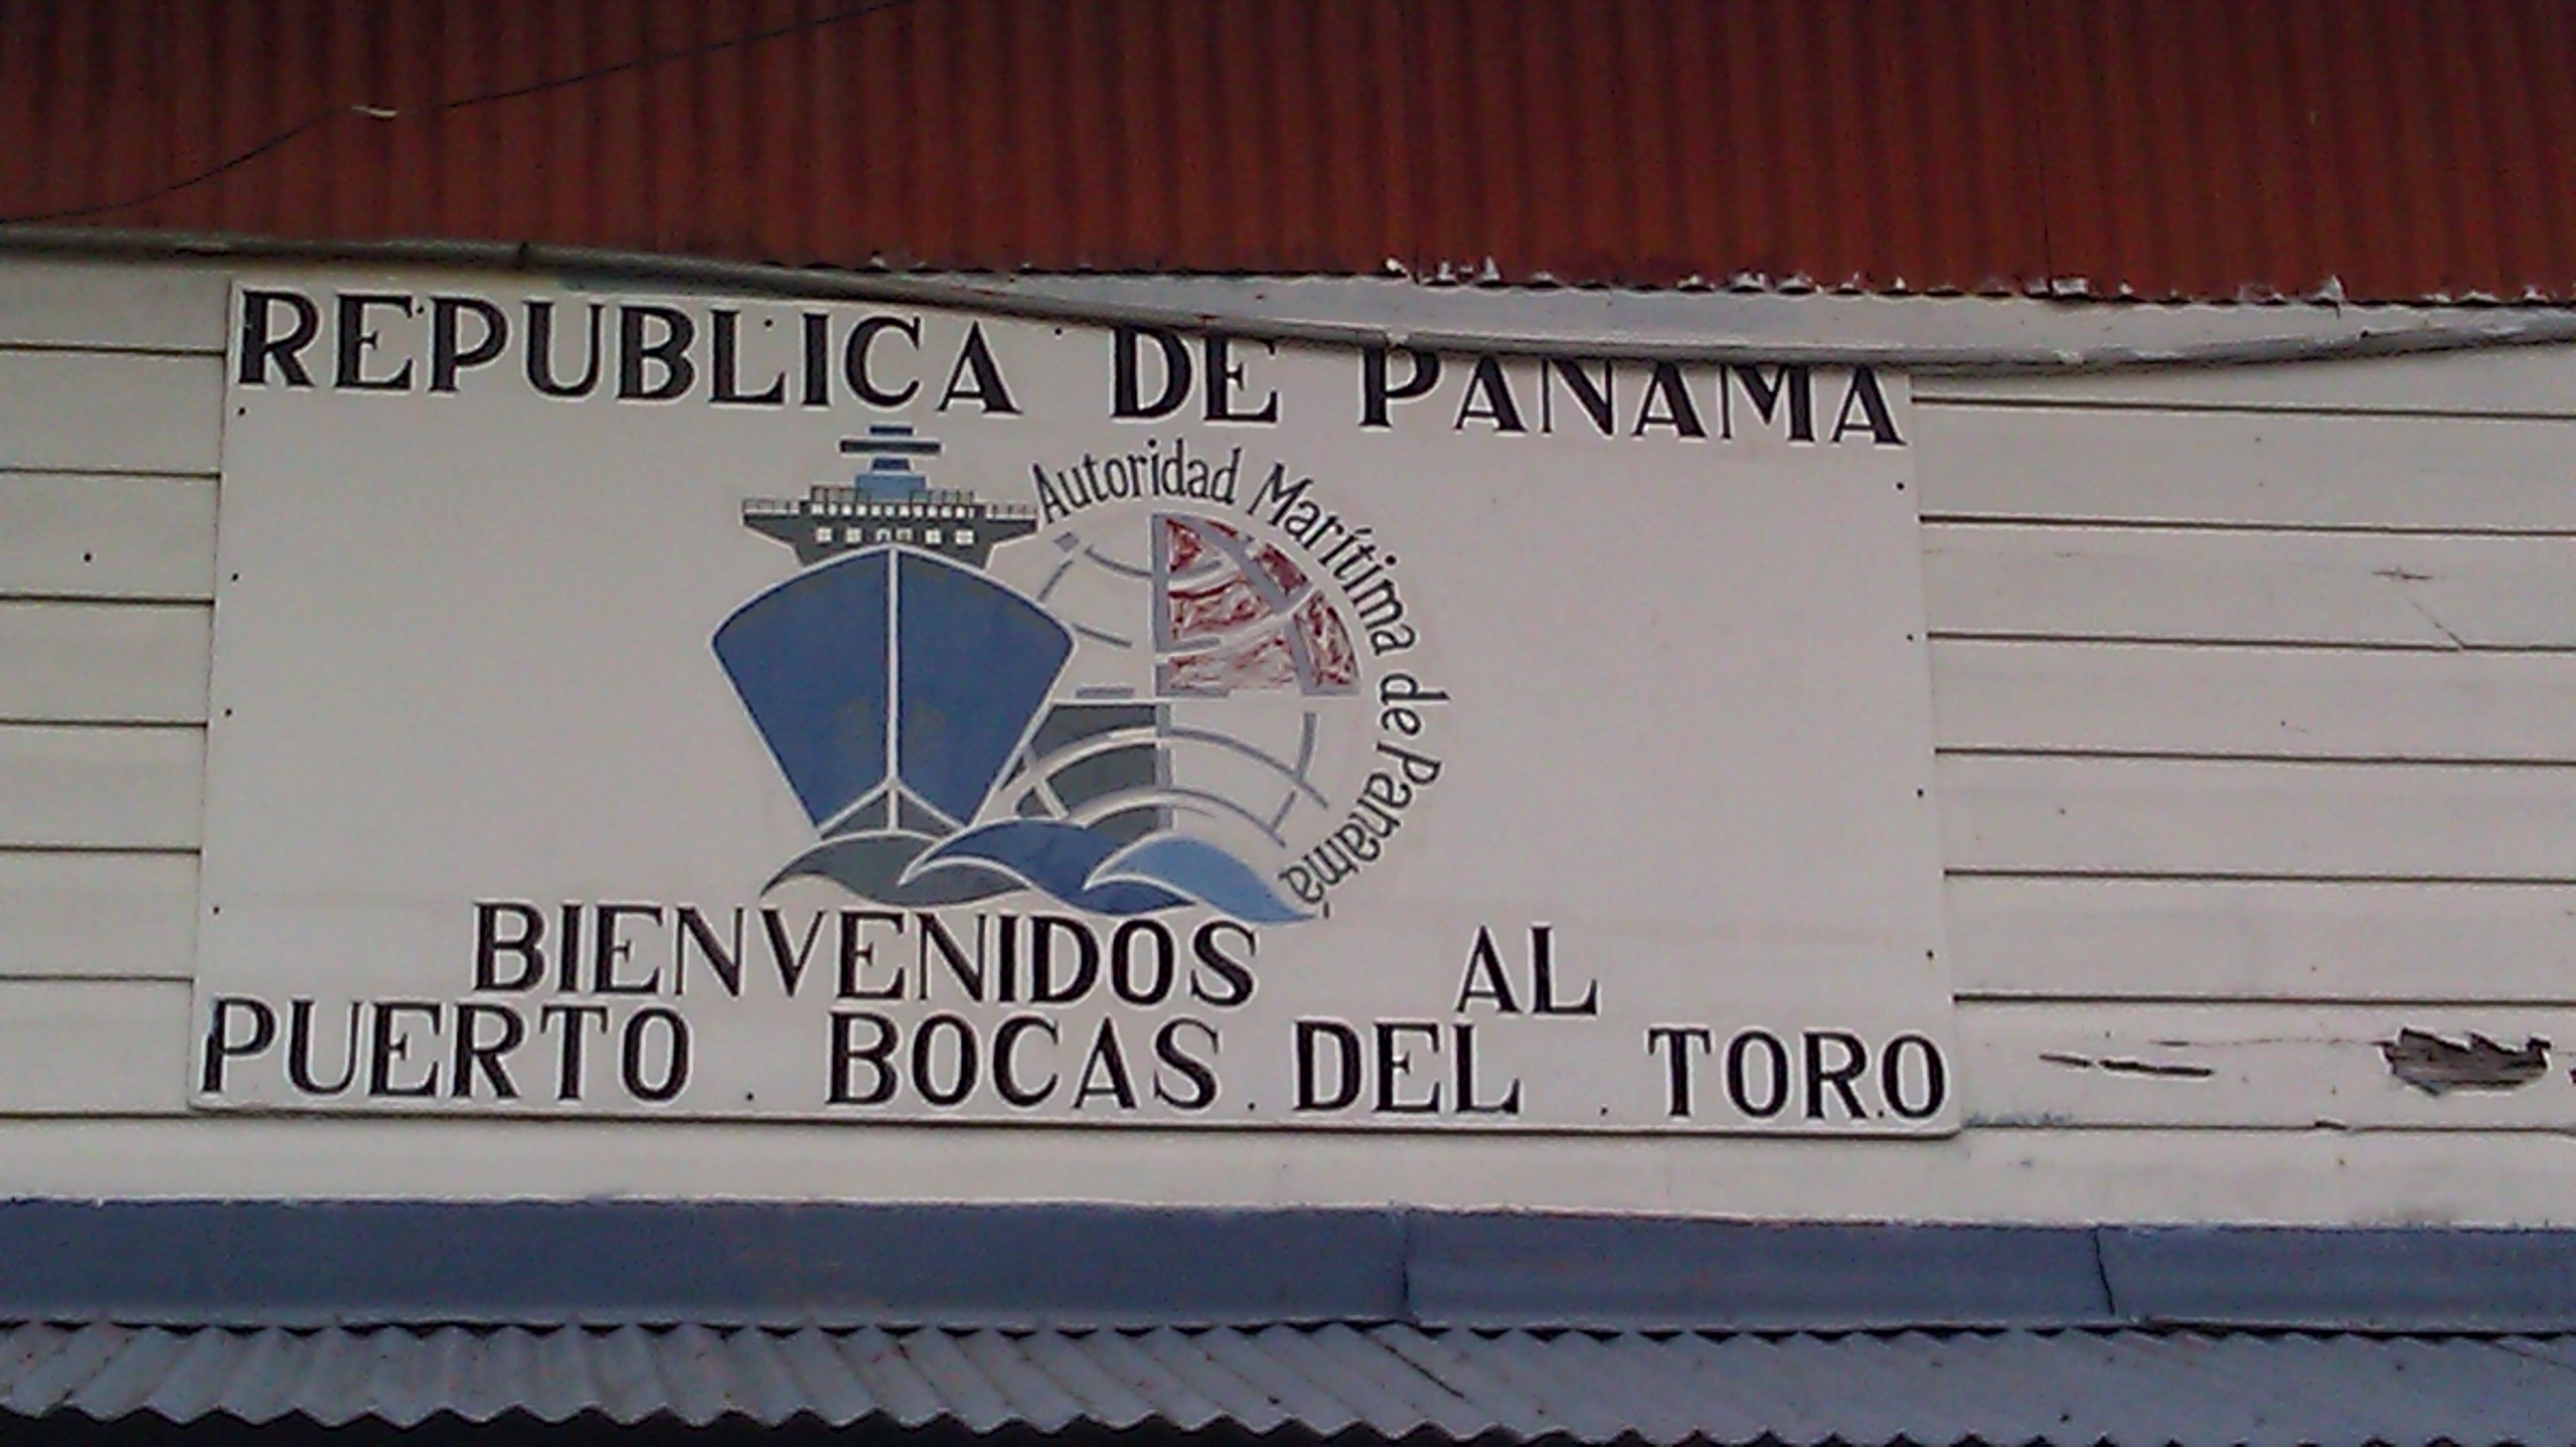 REPUBLICA DE PANAMA
Autoridad Marítima de Panamá
BIENVENIDOS AL
PUERTO BOCAS DEL TORO